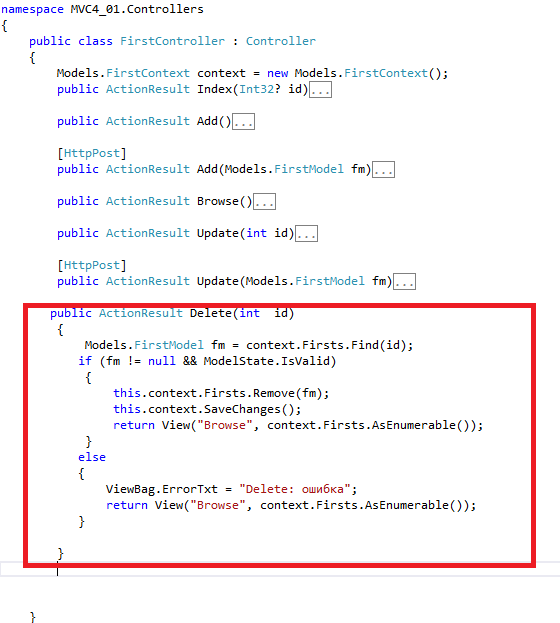 namespace MVC4_01.Controllers
{
    public class FirstController : Controller
    {
        Models.FirstContext context = new Models.FirstContext();
        public ActionResult Index(Int32? id)...

        public ActionResult Add()...

        [HttpPost]
        public ActionResult Add(Models.FirstModel fm)...

        public ActionResult Browse()...

        public ActionResult Update(int id)...

        [HttpPost]
        public ActionResult Update(Models.FirstModel fm)...

       public ActionResult Delete(int  id)
        {
            Models.FirstModel fm = context.Firsts.Find(id);
           if (fm != null && ModelState.IsValid)
            {
                this.context.Firsts.Remove(fm);
                this.context.SaveChanges();
                return View("Browse", context.Firsts.AsEnumerable());
            }
           else
           {
               ViewBag.ErrorTxt = "Delete: ошибка";
               return View("Browse", context.Firsts.AsEnumerable());
           }

        }

    }